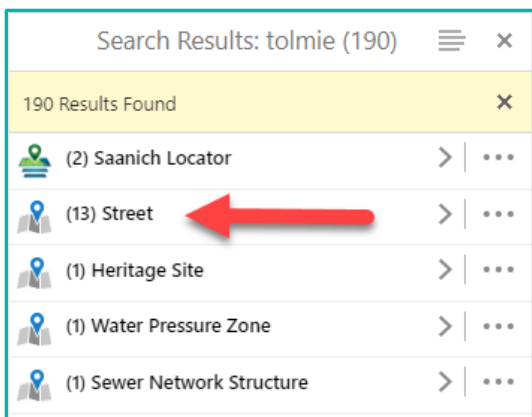 Search Results: tolmie (190)
190 Results Found
(2) Saanich Locator
(13) Street
(1) Heritage Site
(1) Water Pressure Zone
(1) Sewer Network Structure